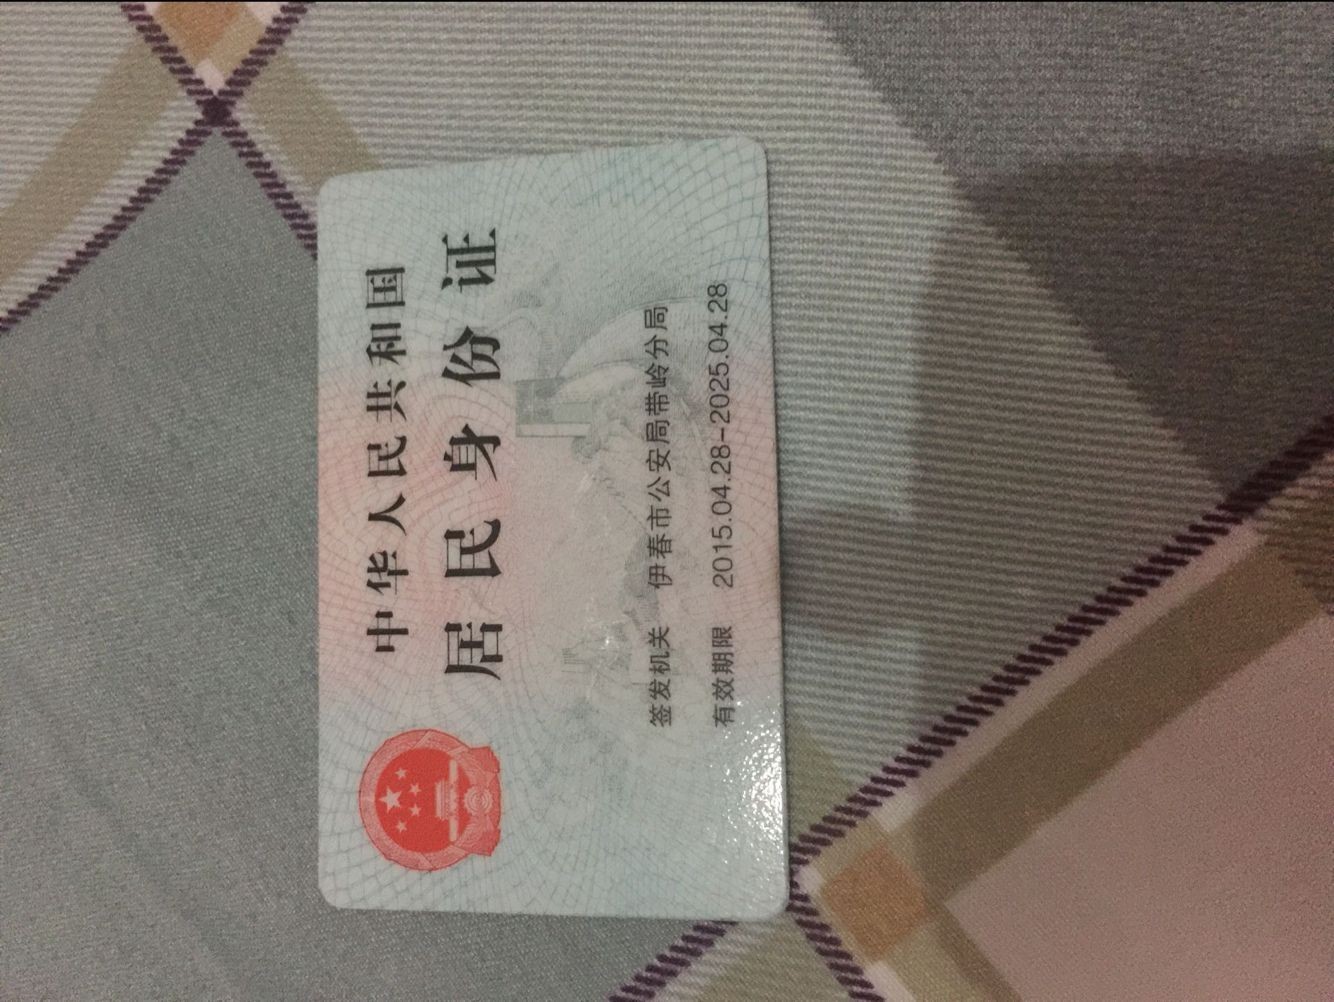 中华人民共和国
居民身份证
签发机关 伊春市公安局带岭分局
有效期限 2015.04.28-2025.04.28